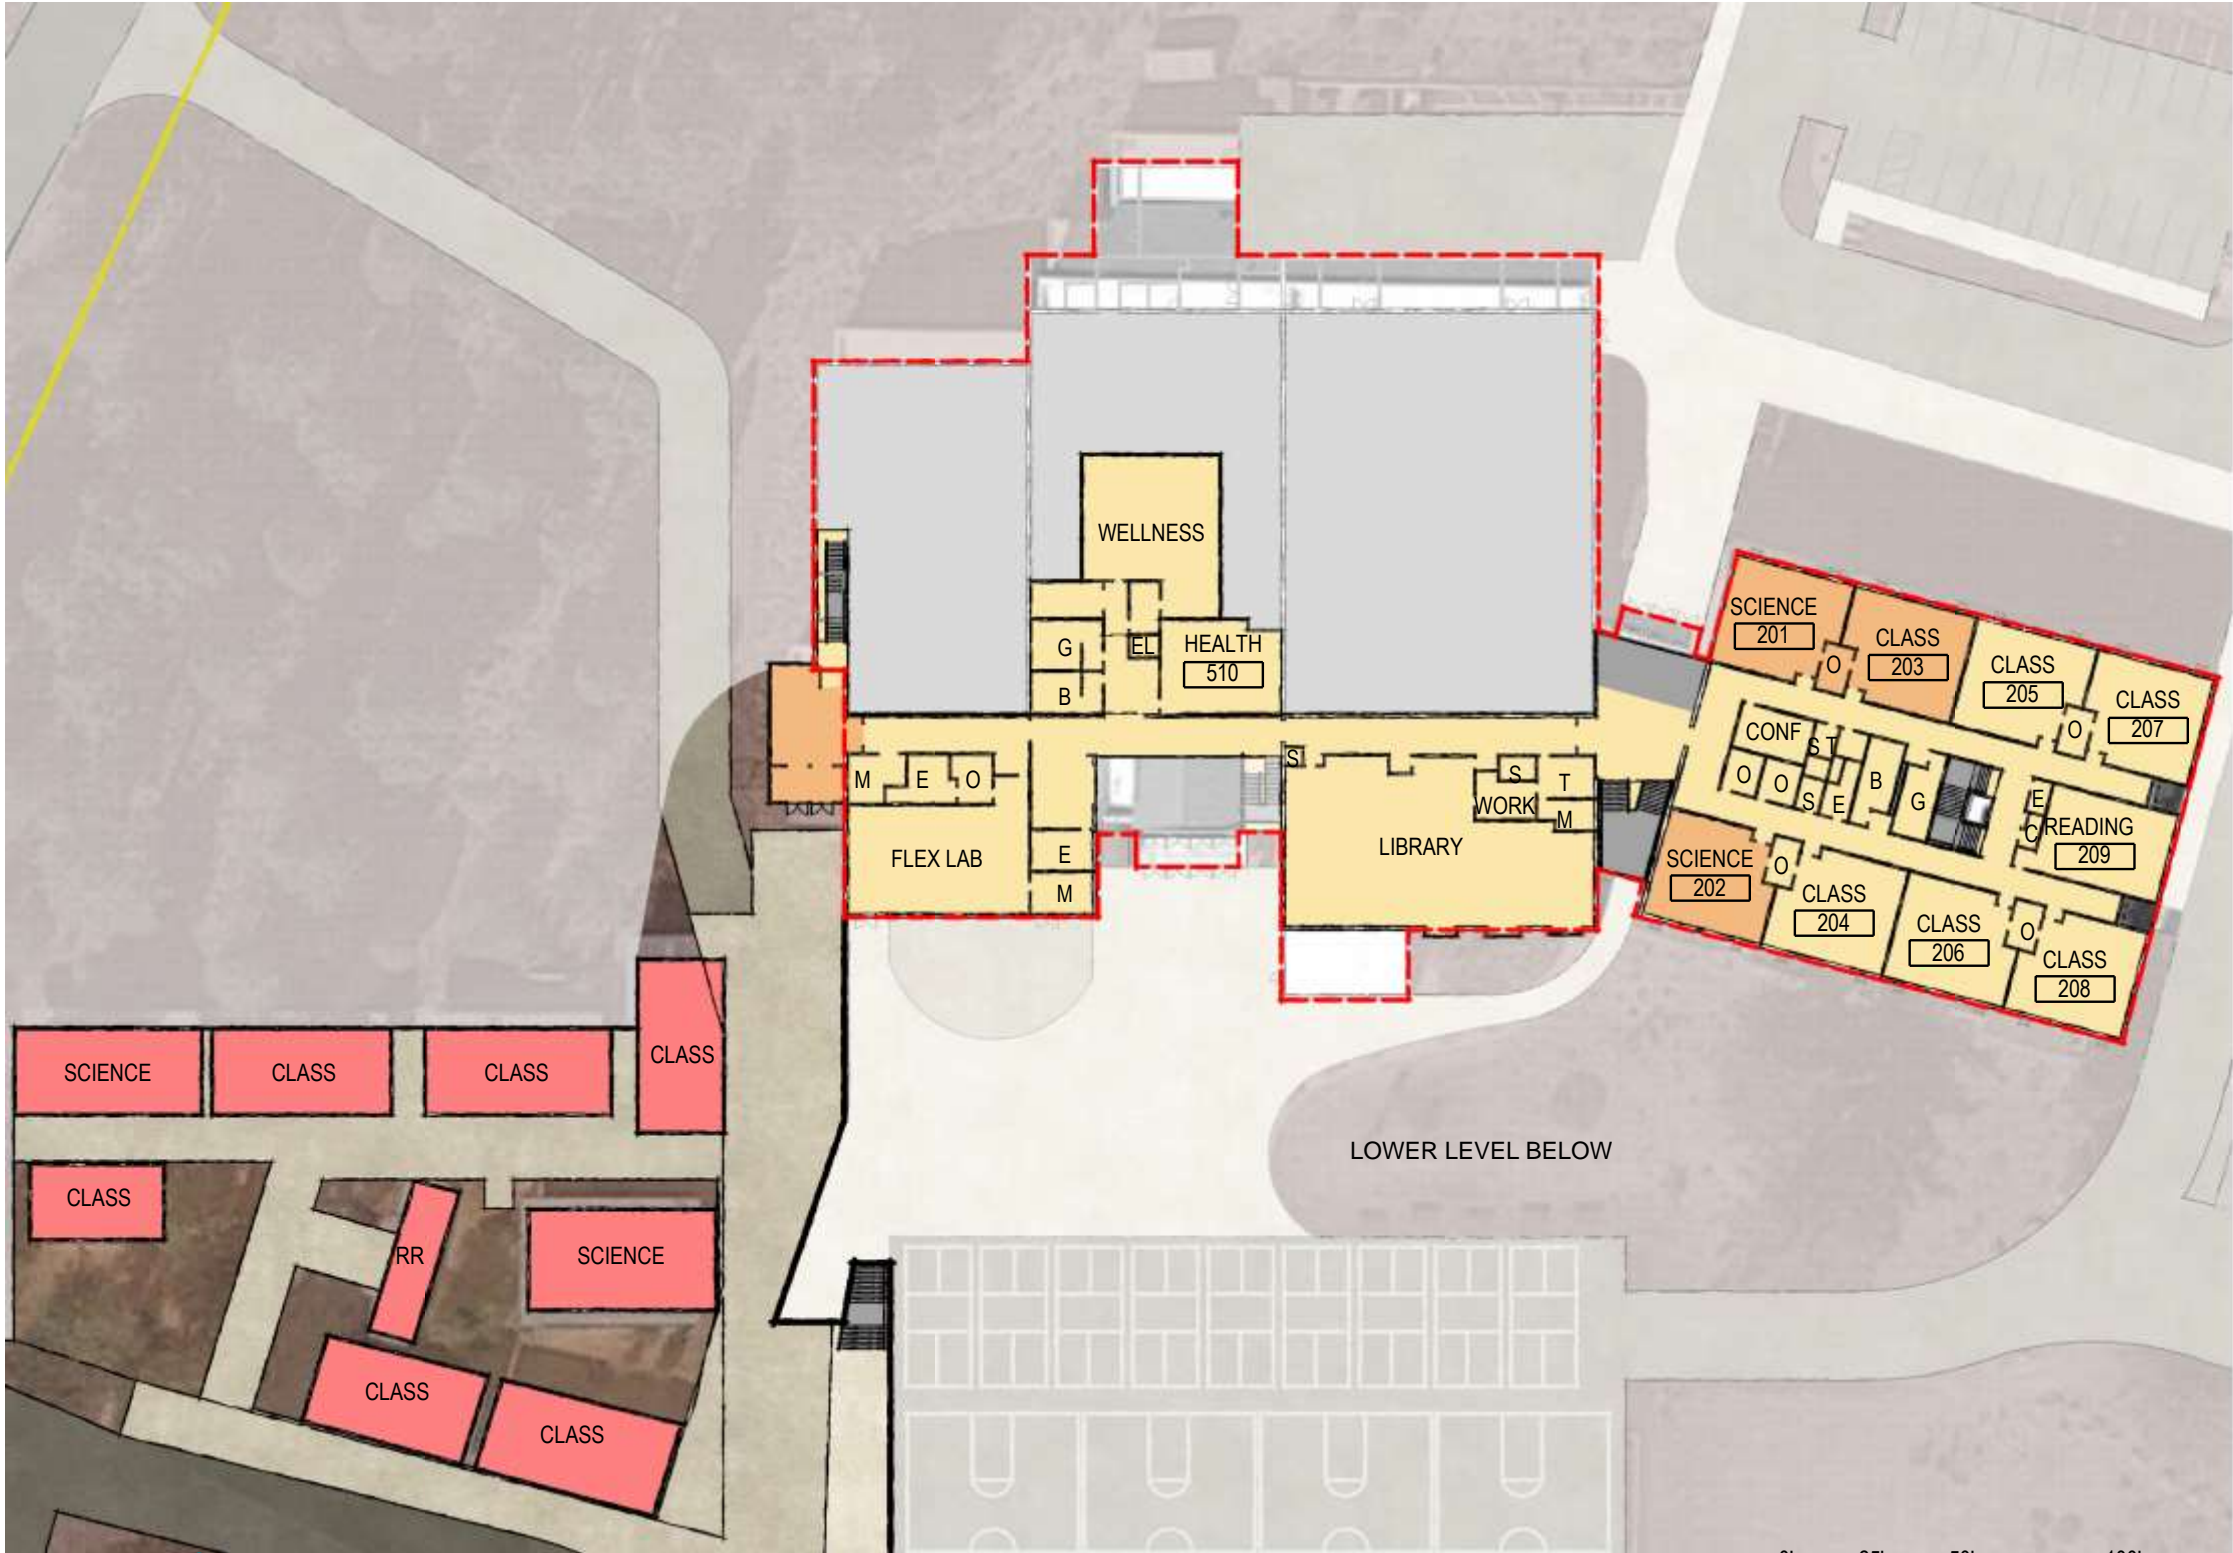 WELLNESS
SCIENCE
201
CLASS
203
O
CLASS
205
CLASS
207
O
G
EL
HEALTH
510
B
CONF
S T
O
O
S
E
B
G
E
C
READING
209
M
E
O
S
S
T
WORK
M
FLEX LAB
E
M
LIBRARY
SCIENCE
202
O
CLASS
204
CLASS
206
O
CLASS
208
SCIENCE
CLASS
CLASS
CLASS
LOWER LEVEL BELOW
CLASS
RR
SCIENCE
CLASS
CLASS